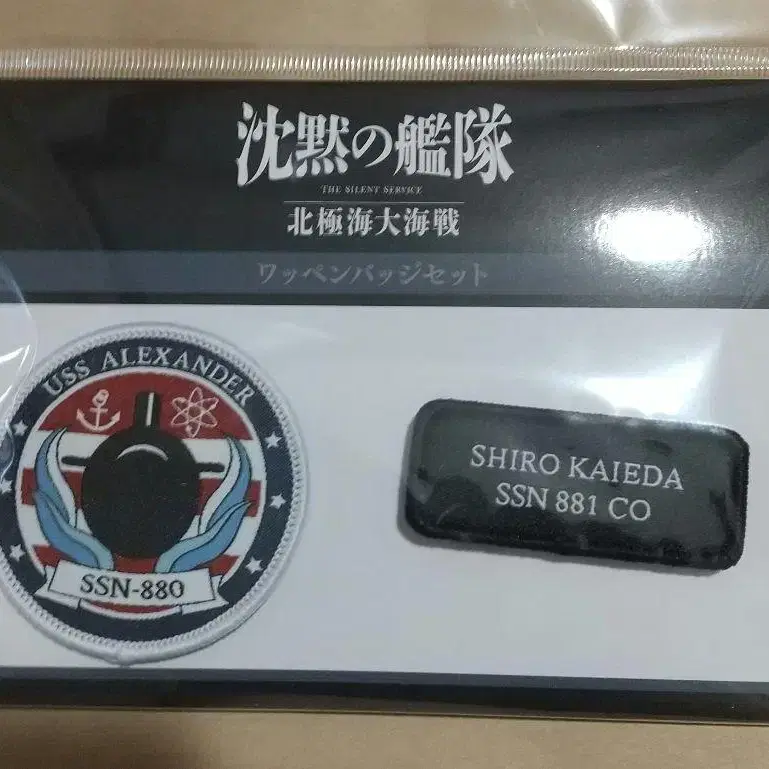 沈黙の艦隊
THE SILENT SERVICE
北極海大海戦
ワッペンバッジセット
USS ALEXANDER
SSN-880
SHIRO KAIEDA
SSN 881 CO